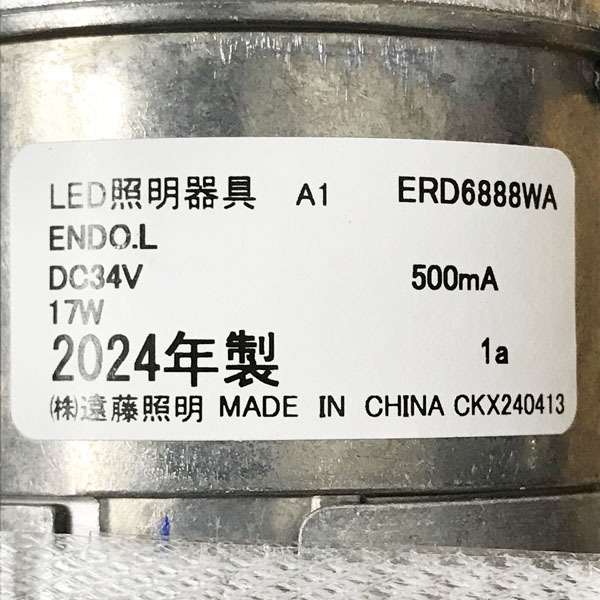 LED照明器具 A1 ERD6888WA
ENDO.L
DC34V 500mA
17W
2024年製 1a
(株)遠藤照明 MADE IN CHINA CKX240413